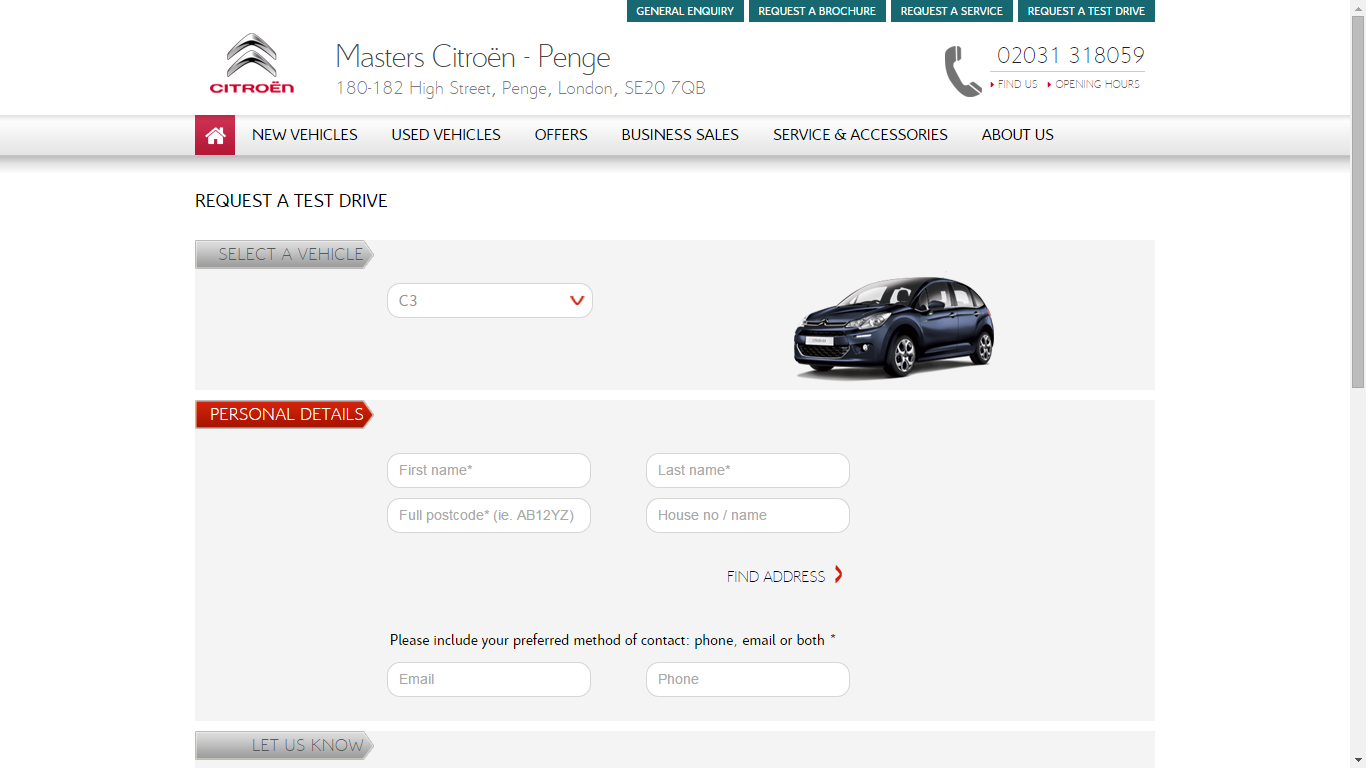 GENERAL ENQUIRY REQUEST A BROCHURE REQUEST A SERVICE REQUEST A TEST DRIVE
CITROËN
Masters Citroën - Penge
180-182 High Street, Penge, London, SE20 7QB
02031 318059
FIND US OPENING HOURS
NEW VEHICLES USED VEHICLES OFFERS BUSINESS SALES SERVICE & ACCESSORIES ABOUT US
REQUEST A TEST DRIVE
SELECT A VEHICLE
C3
PERSONAL DETAILS
First name* Last name*
Full postcode* (ie. AB12YZ) House no / name
FIND ADDRESS
Please include your preferred method of contact: phone, email or both *
Email Phone
LET US KNOW